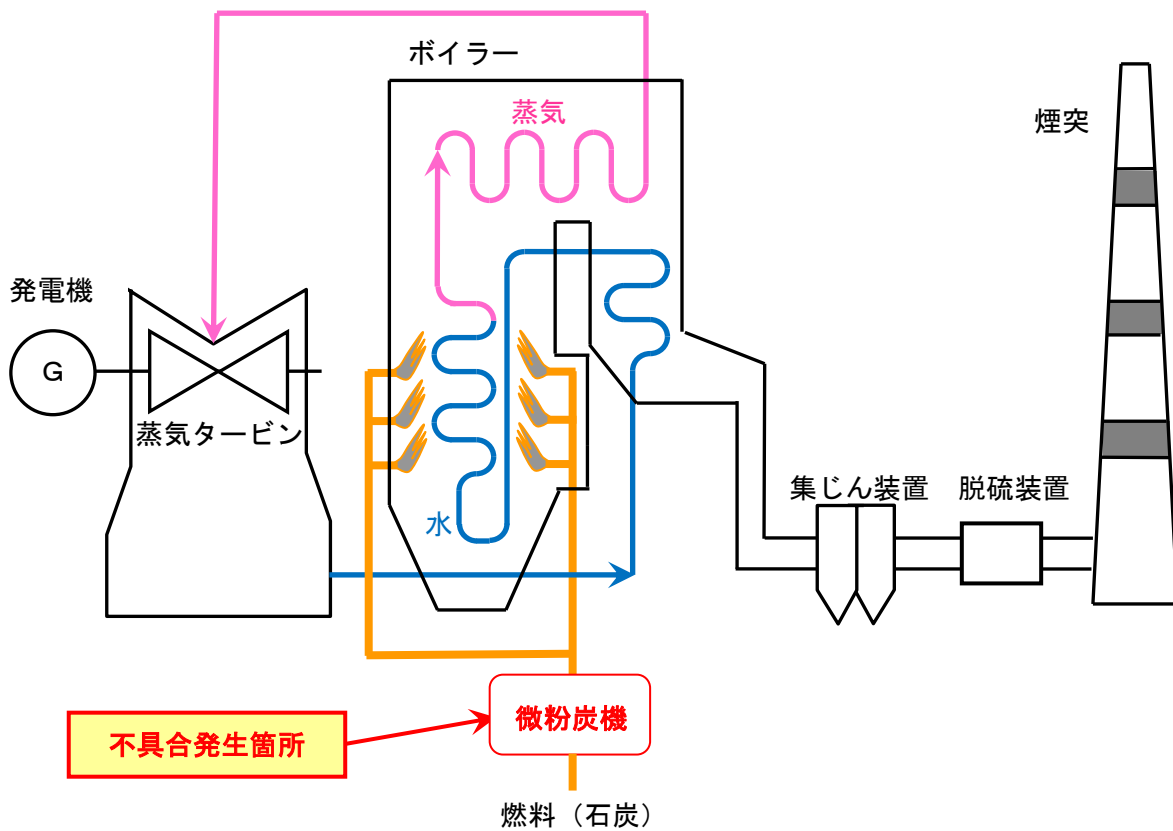 ボイラー
蒸気
煙突
発電機
G
蒸気タービン
集じん装置
脱硫装置
水
微粉炭機
不具合発生箇所
燃料（石炭）